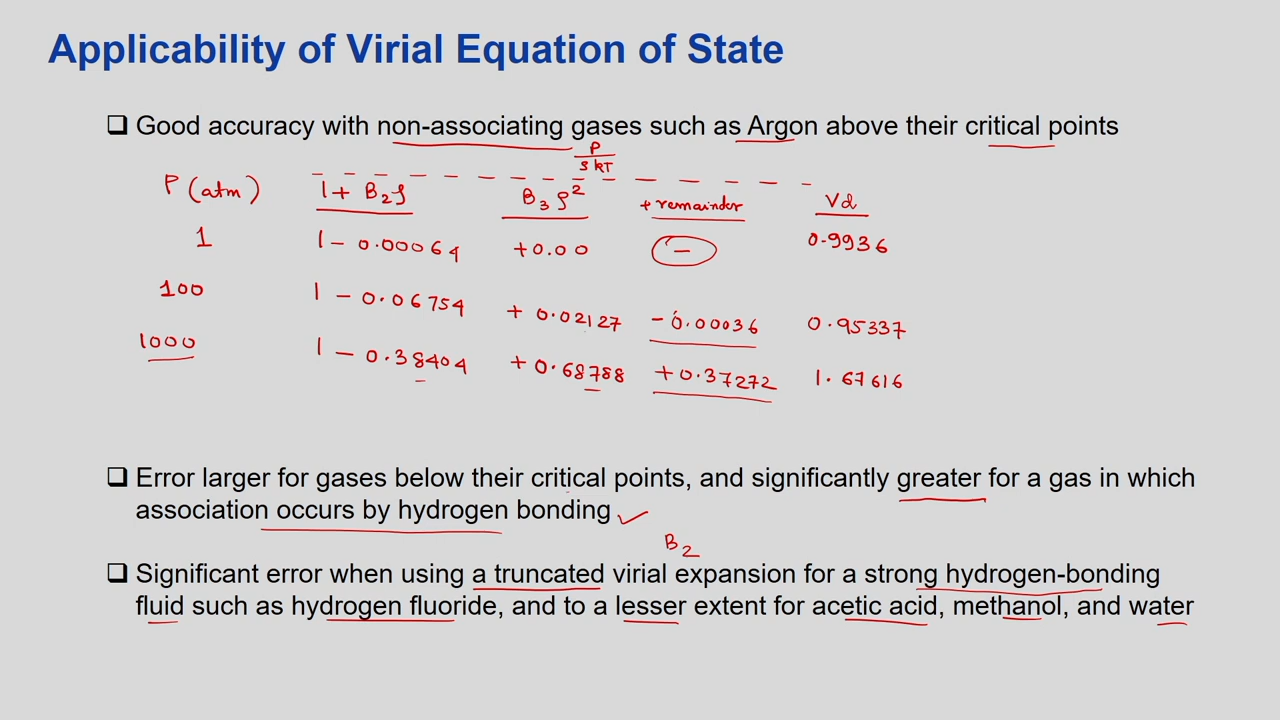 Applicability of Virial Equation of State
❑ Good accuracy with non-associating gases such as Argon above their critical points
P
ρ kT
P (atm) 1 + B₂ρ B₃ ρ² + remainder Vd
1 1 - 0.00064 +0.00 - 0.9936
100 1 - 0.06754 + 0.02127 - 0.00036 0.95337
1000 1 - 0.38404 + 0.68788 + 0.37272 1.67616
❑ Error larger for gases below their critical points, and significantly greater for a gas in which
association occurs by hydrogen bonding ✓
B₂
❑ Significant error when using a truncated virial expansion for a strong hydrogen-bonding
fluid such as hydrogen fluoride, and to a lesser extent for acetic acid, methanol, and water